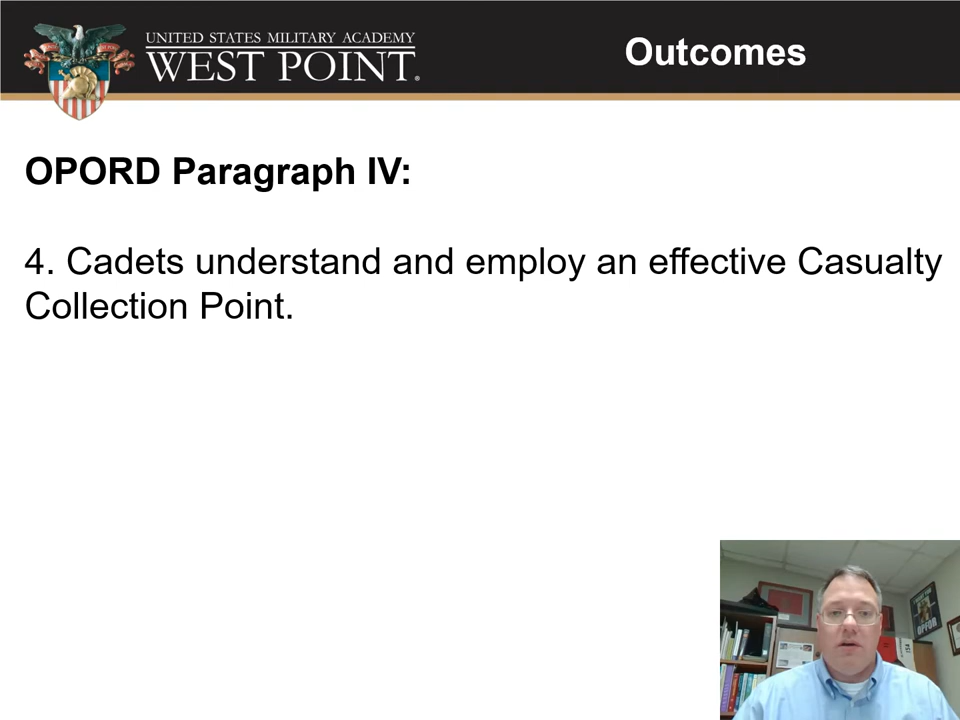 UNITED STATES MILITARY ACADEMY
WEST POINT®
Outcomes
OPORD Paragraph IV:
4. Cadets understand and employ an effective Casualty
Collection Point.
OPFOR